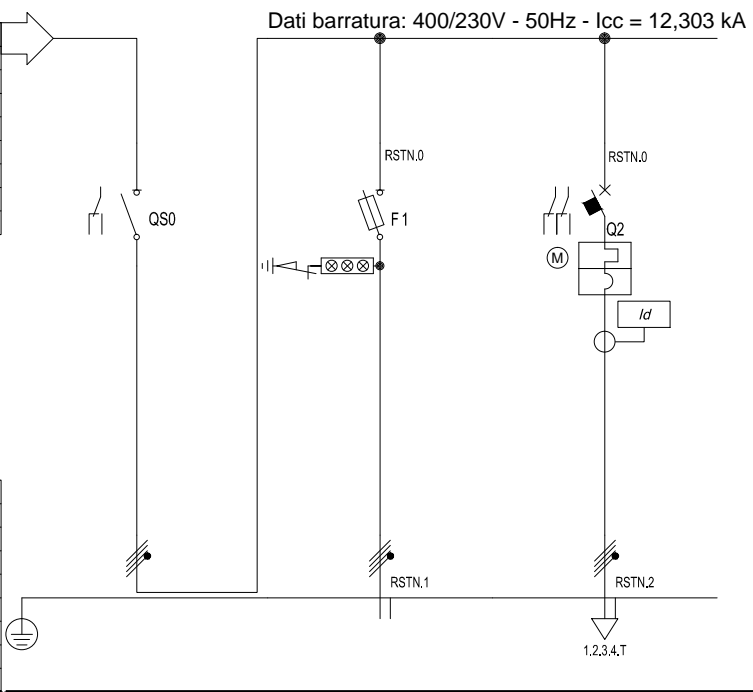 Dati barratura: 400/230V - 50Hz - Icc = 12,303 kA
RSTN.0
RSTN.0
QS0
F1
Q2
M
Id
RSTN.1
RSTN.2
1.2.3.4.T